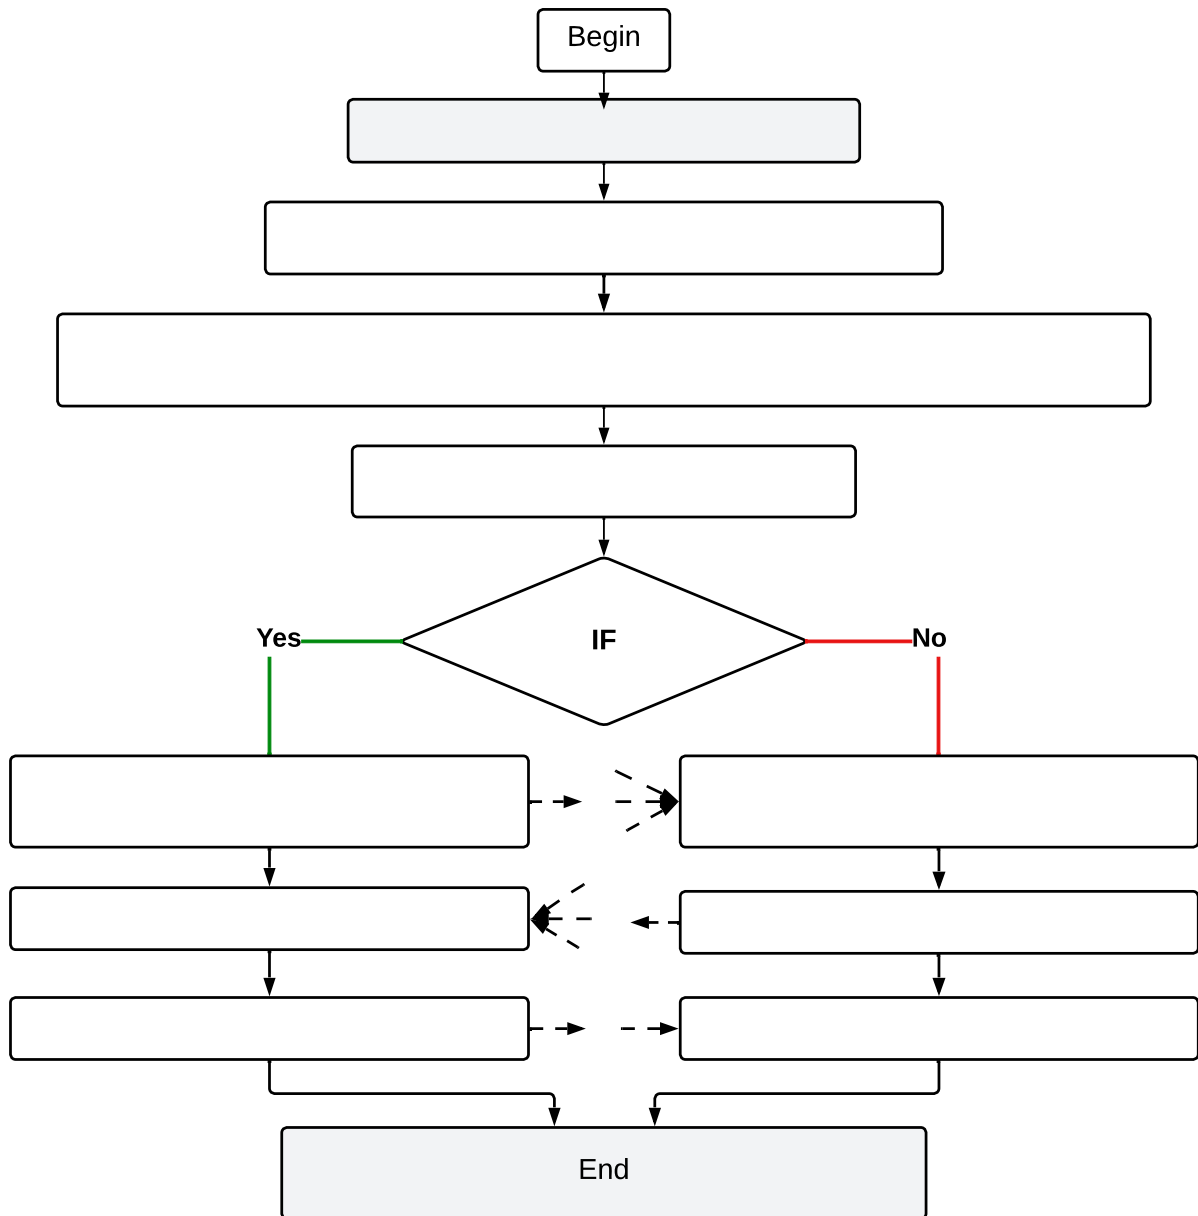 Begin
IF
Yes
No
End